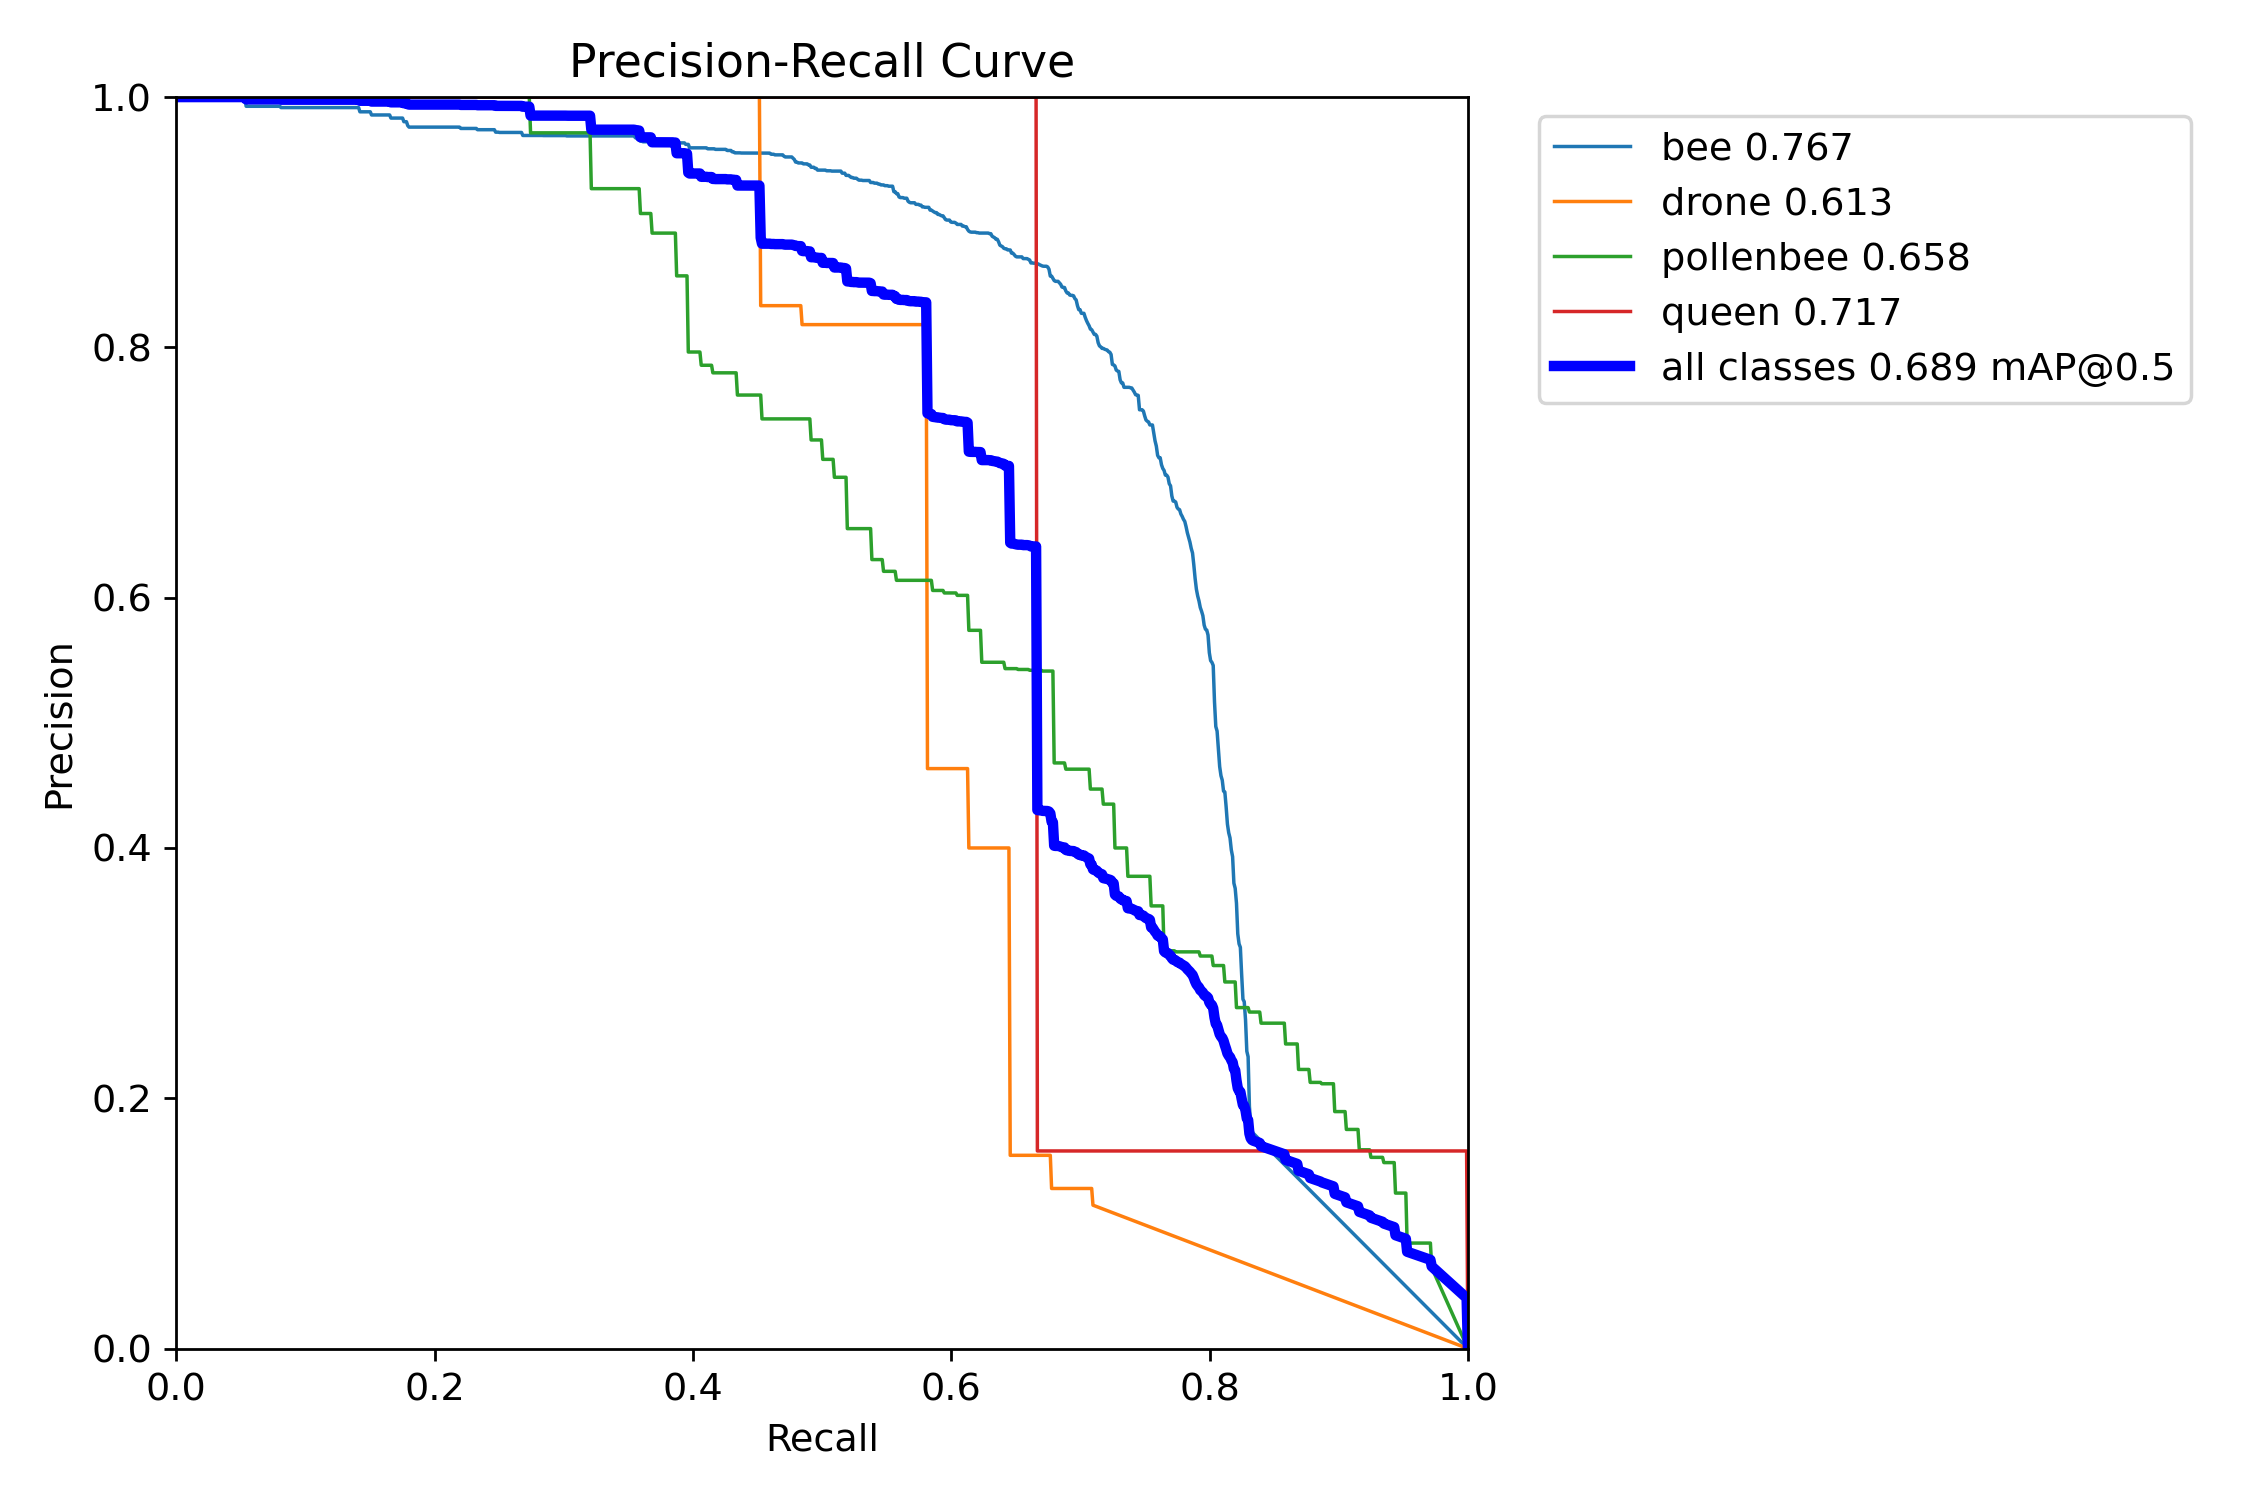 Precision-Recall Curve
1.0
0.8
0.6
0.4
0.2
0.0
Precision
0.0 0.2 0.4 0.6 0.8 1.0
Recall
bee 0.767
drone 0.613
pollenbee 0.658
queen 0.717
all classes 0.689 mAP@0.5